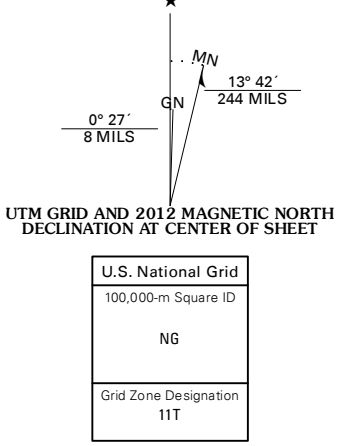 MN
13° 42´
244 MILS
GN
0° 27´
8 MILS
UTM GRID AND 2012 MAGNETIC NORTH
DECLINATION AT CENTER OF SHEET
U.S. National Grid
100,000-m Square ID
NG
Grid Zone Designation
11T